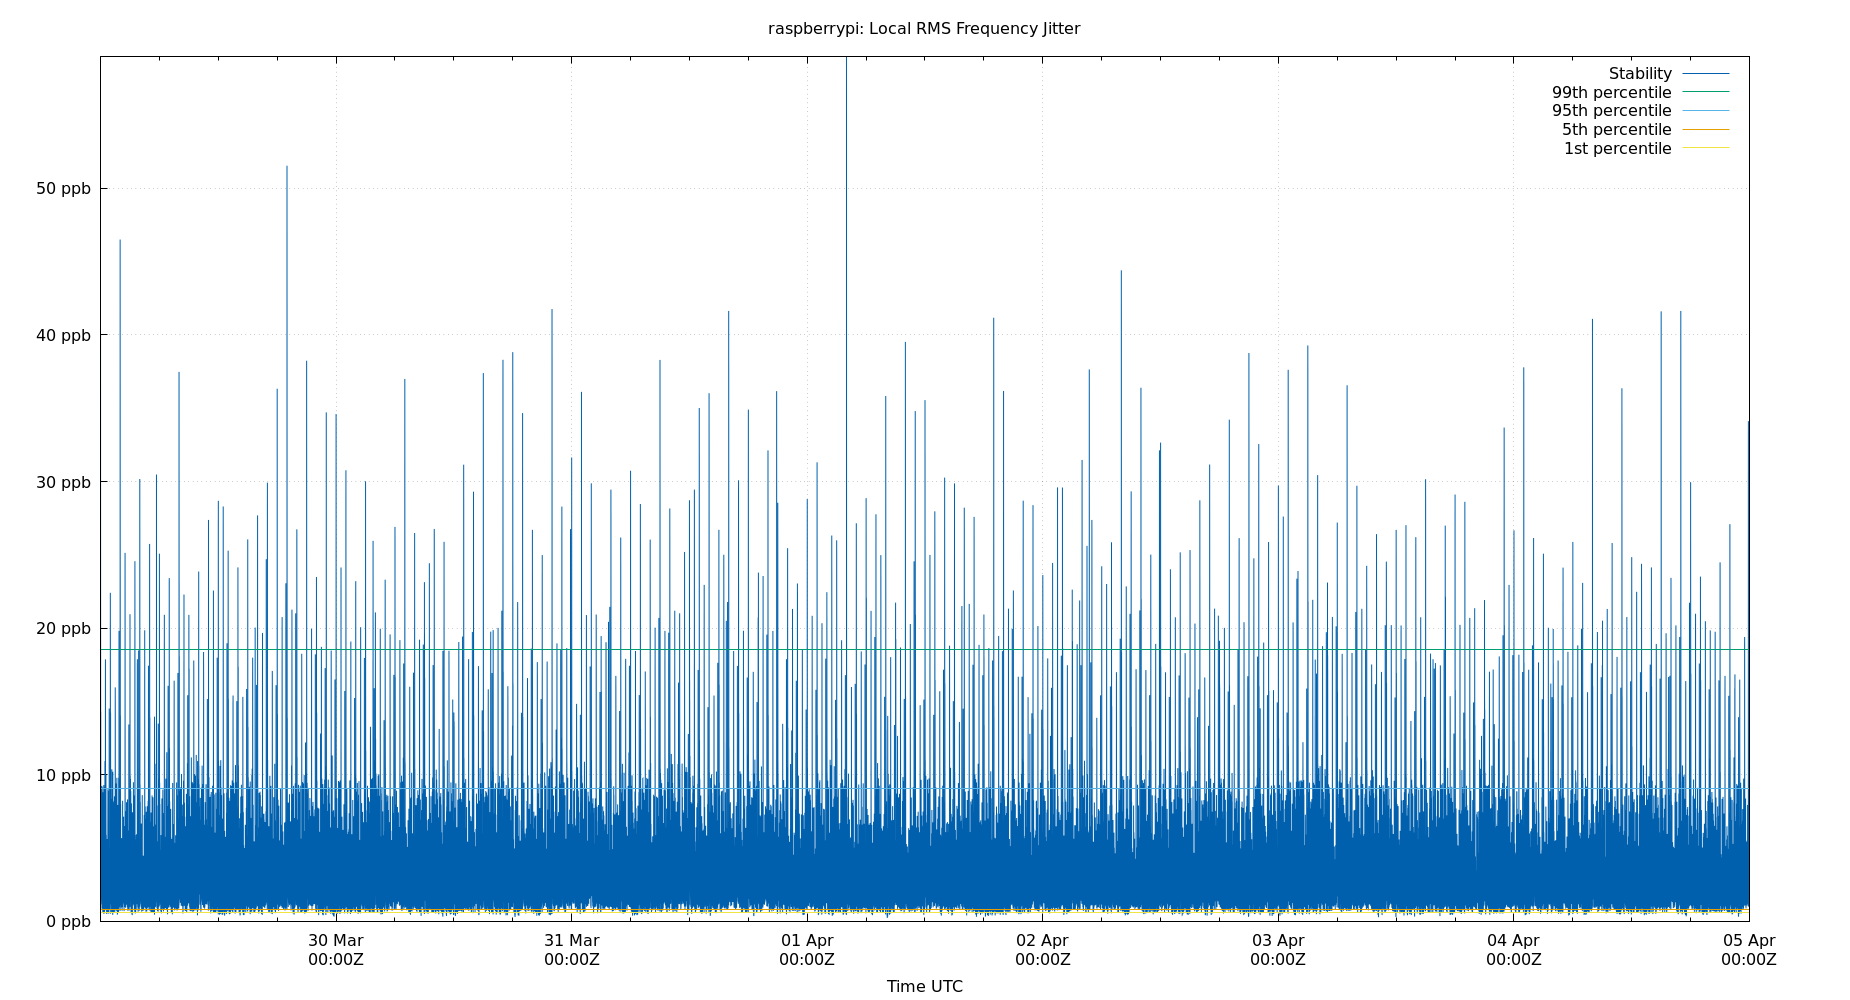 raspberrypi: Local RMS Frequency Jitter
Stability
99th percentile
95th percentile
5th percentile
1st percentile
50 ppb
40 ppb
30 ppb
20 ppb
10 ppb
0 ppb
30 Mar 31 Mar 01 Apr 02 Apr 03 Apr 04 Apr 05 Apr
00:00Z 00:00Z 00:00Z 00:00Z 00:00Z 00:00Z 00:00Z
Time UTC